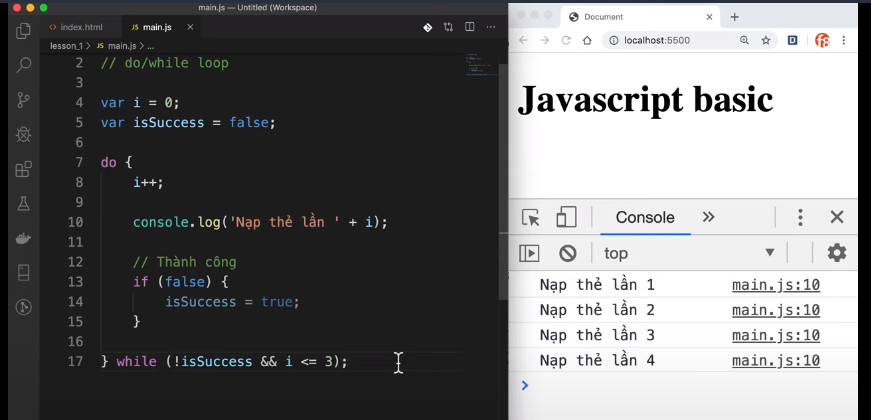 main.js — Untitled (Workspace)
index.html
main.js
lesson_1 > main.js > ...
2 // do/while loop
3
4 var i = 0;
5 var isSuccess = false;
6
7 do {
8 i++;
9
10 console.log('Nạp thẻ lần ' + i);
11
12 // Thành công
13 if (false) {
14 isSuccess = true;
15 }
16
17 } while (!isSuccess && i <= 3);
Document
localhost:5500
Javascript basic
Console
top
Nạp thẻ lần 1 main.js:10
Nạp thẻ lần 2 main.js:10
Nạp thẻ lần 3 main.js:10
Nạp thẻ lần 4 main.js:10